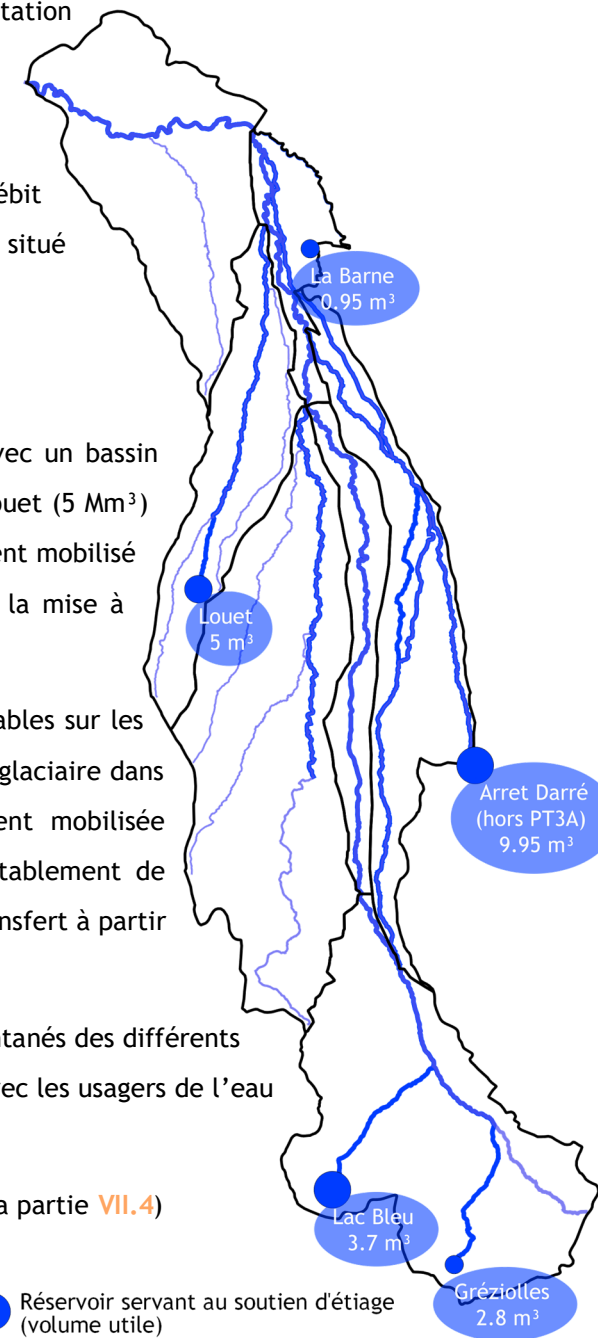 tation
ébit
situé
La Barne
0.95 m³
vec un bassin
ouet (5 Mm³)
ent mobilisé
la mise à
Louet
5 m³
ables sur les
glaciaire dans
ent mobilisée
tablement de
nsfert à partir
Arret Darré
(hors PT3A)
9.95 m³
ntanés des différents
vec les usagers de l’eau
a partie VII.4)
Lac Bleu
3.7 m³
Gréziolles
2.8 m³
Réservoir servant au soutien d'étiage
(volume utile)